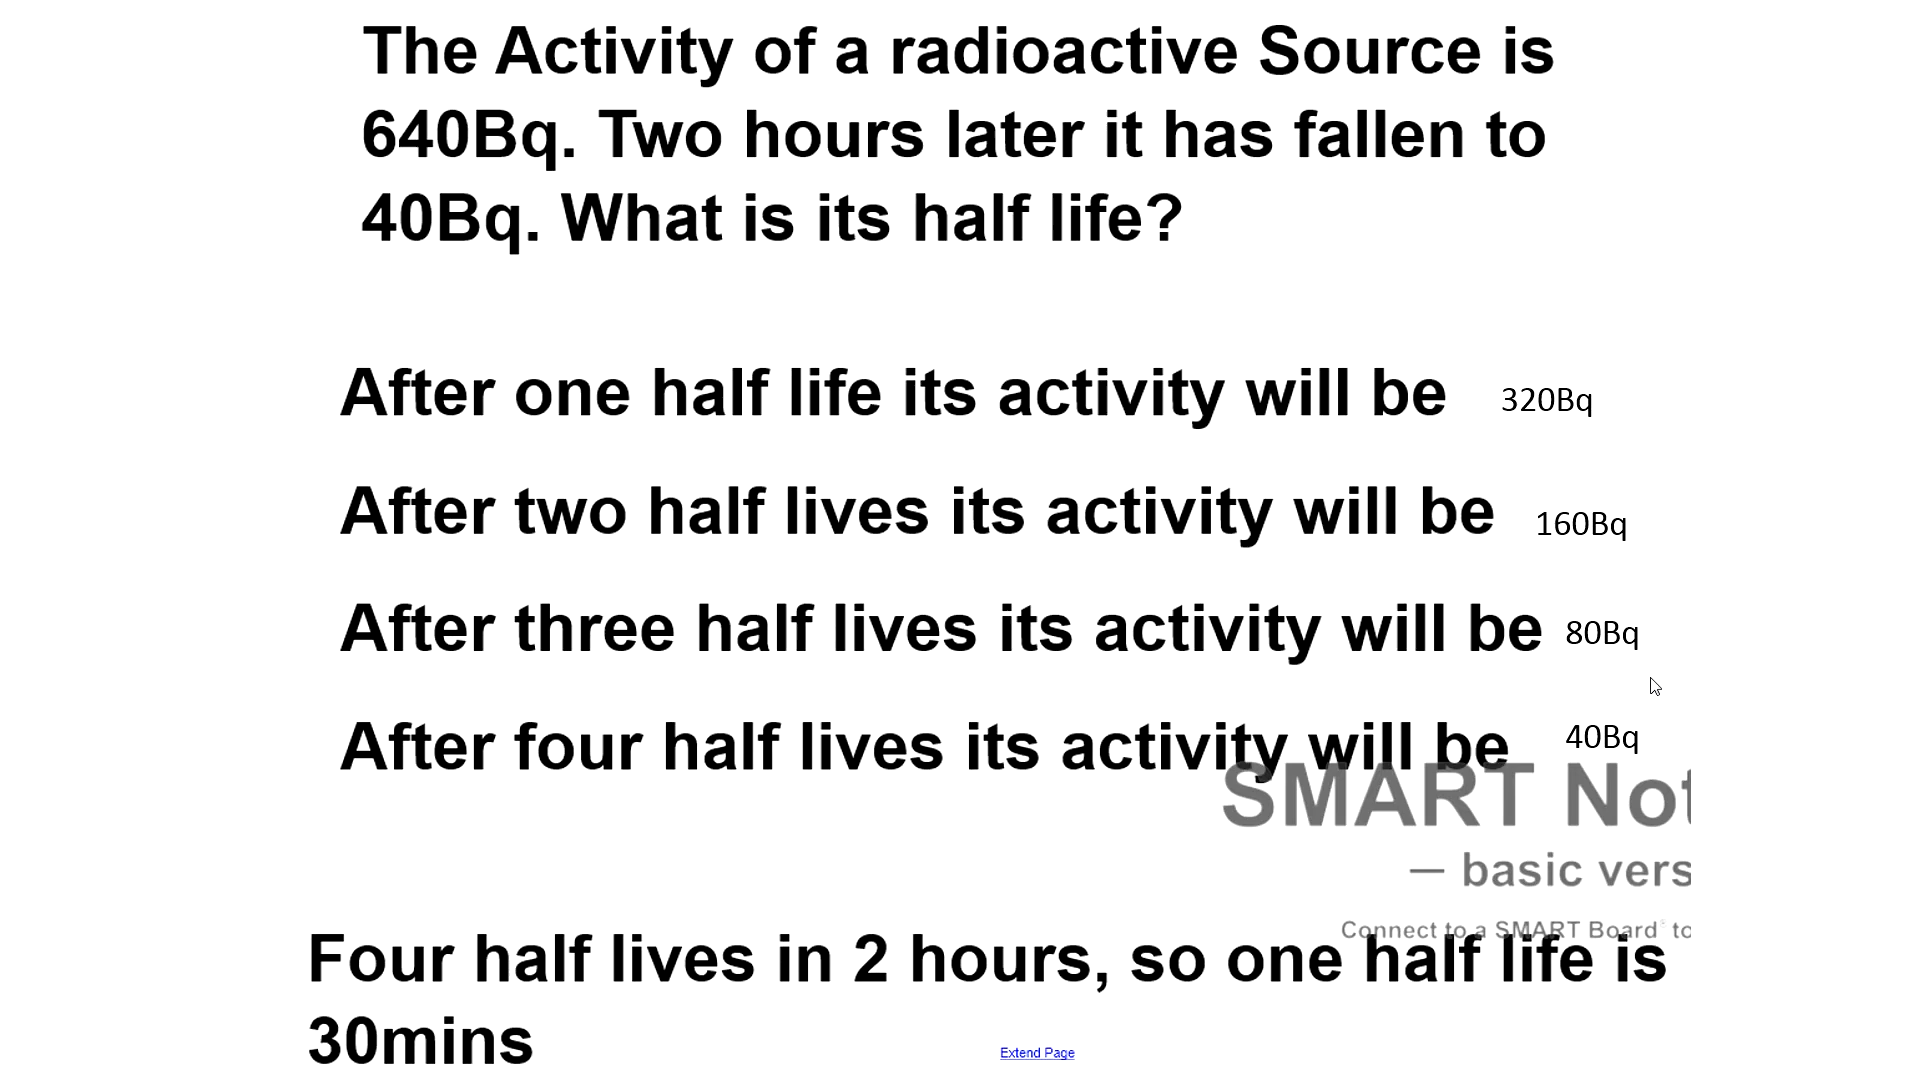 The Activity of a radioactive Source is
640Bq. Two hours later it has fallen to
40Bq. What is its half life?
After one half life its activity will be 320Bq
After two half lives its activity will be 160Bq
After three half lives its activity will be 80Bq
After four half lives its activity will be 40Bq
SMART
— basic
Connect to a SMART Board to
Four half lives in 2 hours, so one half life is
30mins
Extend Page